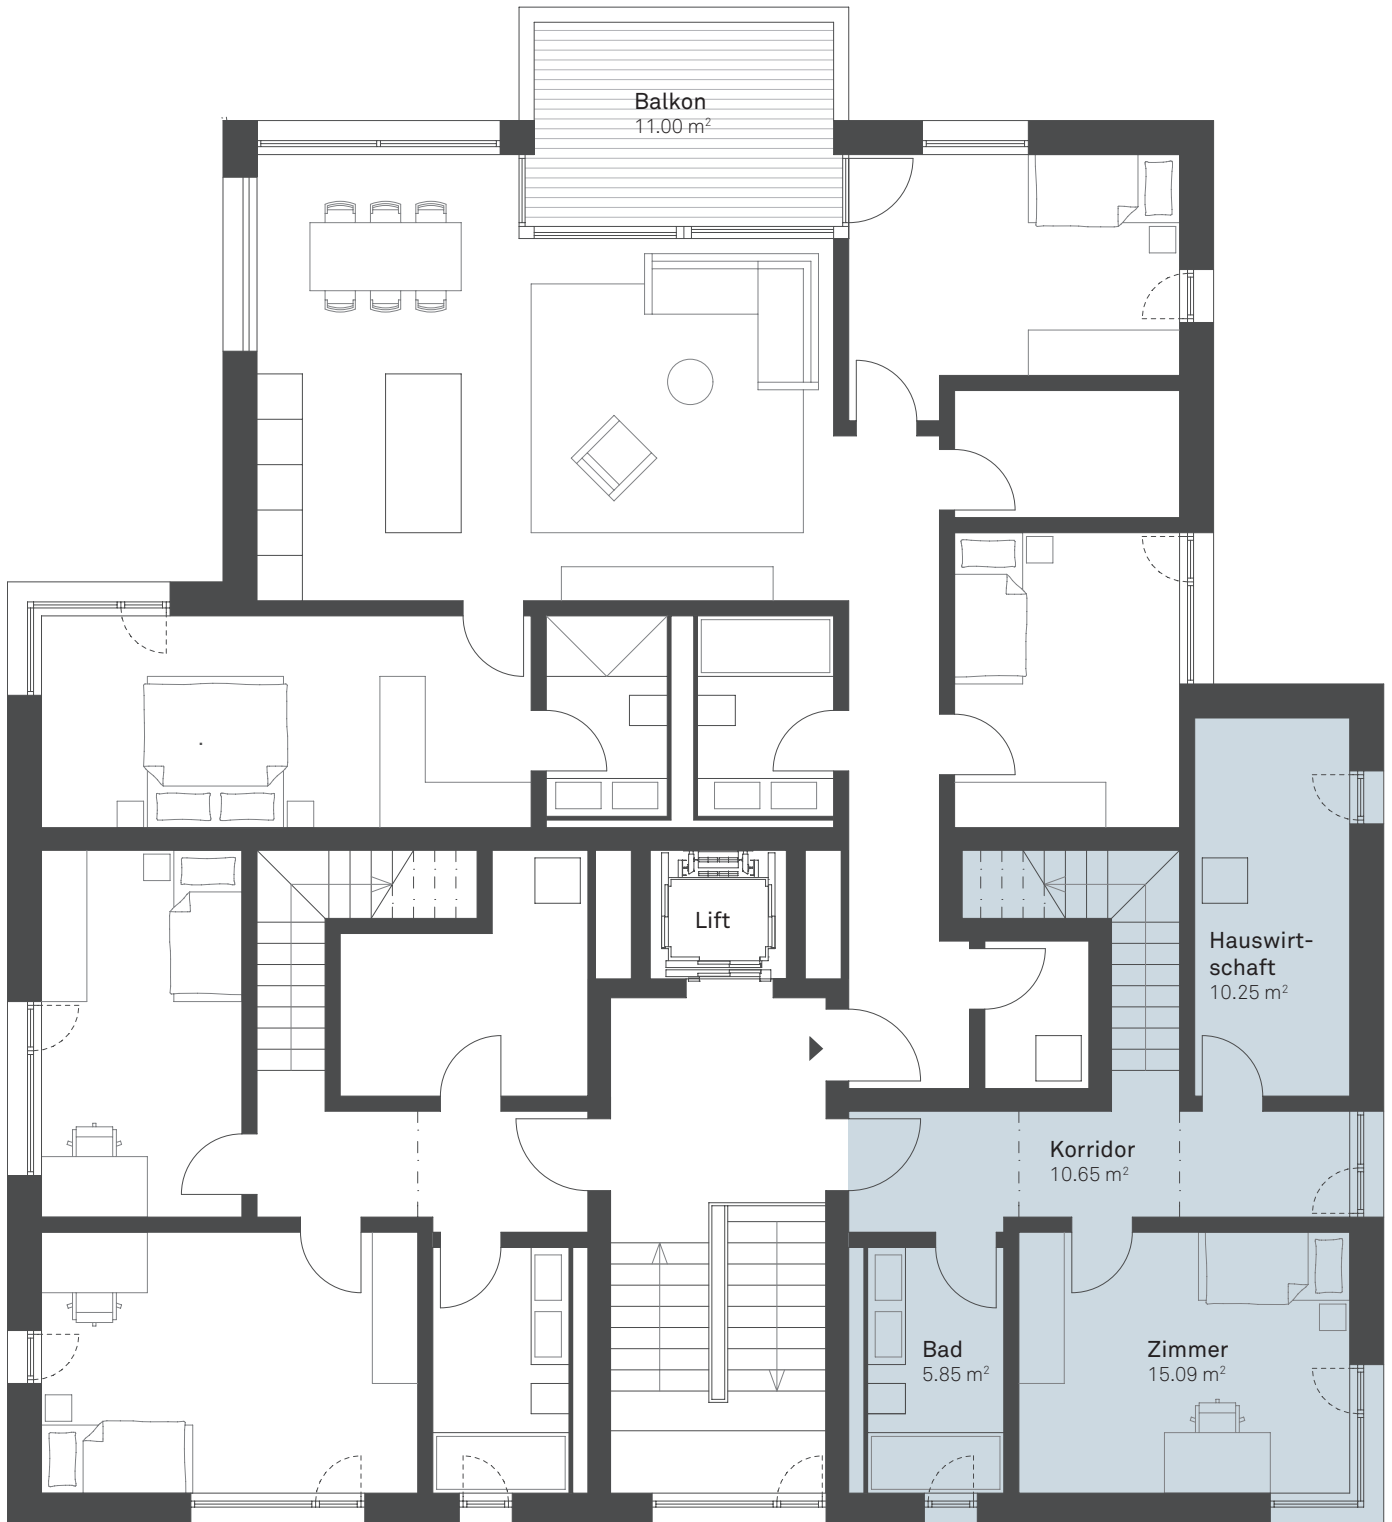 Balkon
11.00 m²
Lift
Hauswirt-
schaft
10.25 m²
Korridor
10.65 m²
Bad
5.85 m²
Zimmer
15.09 m²